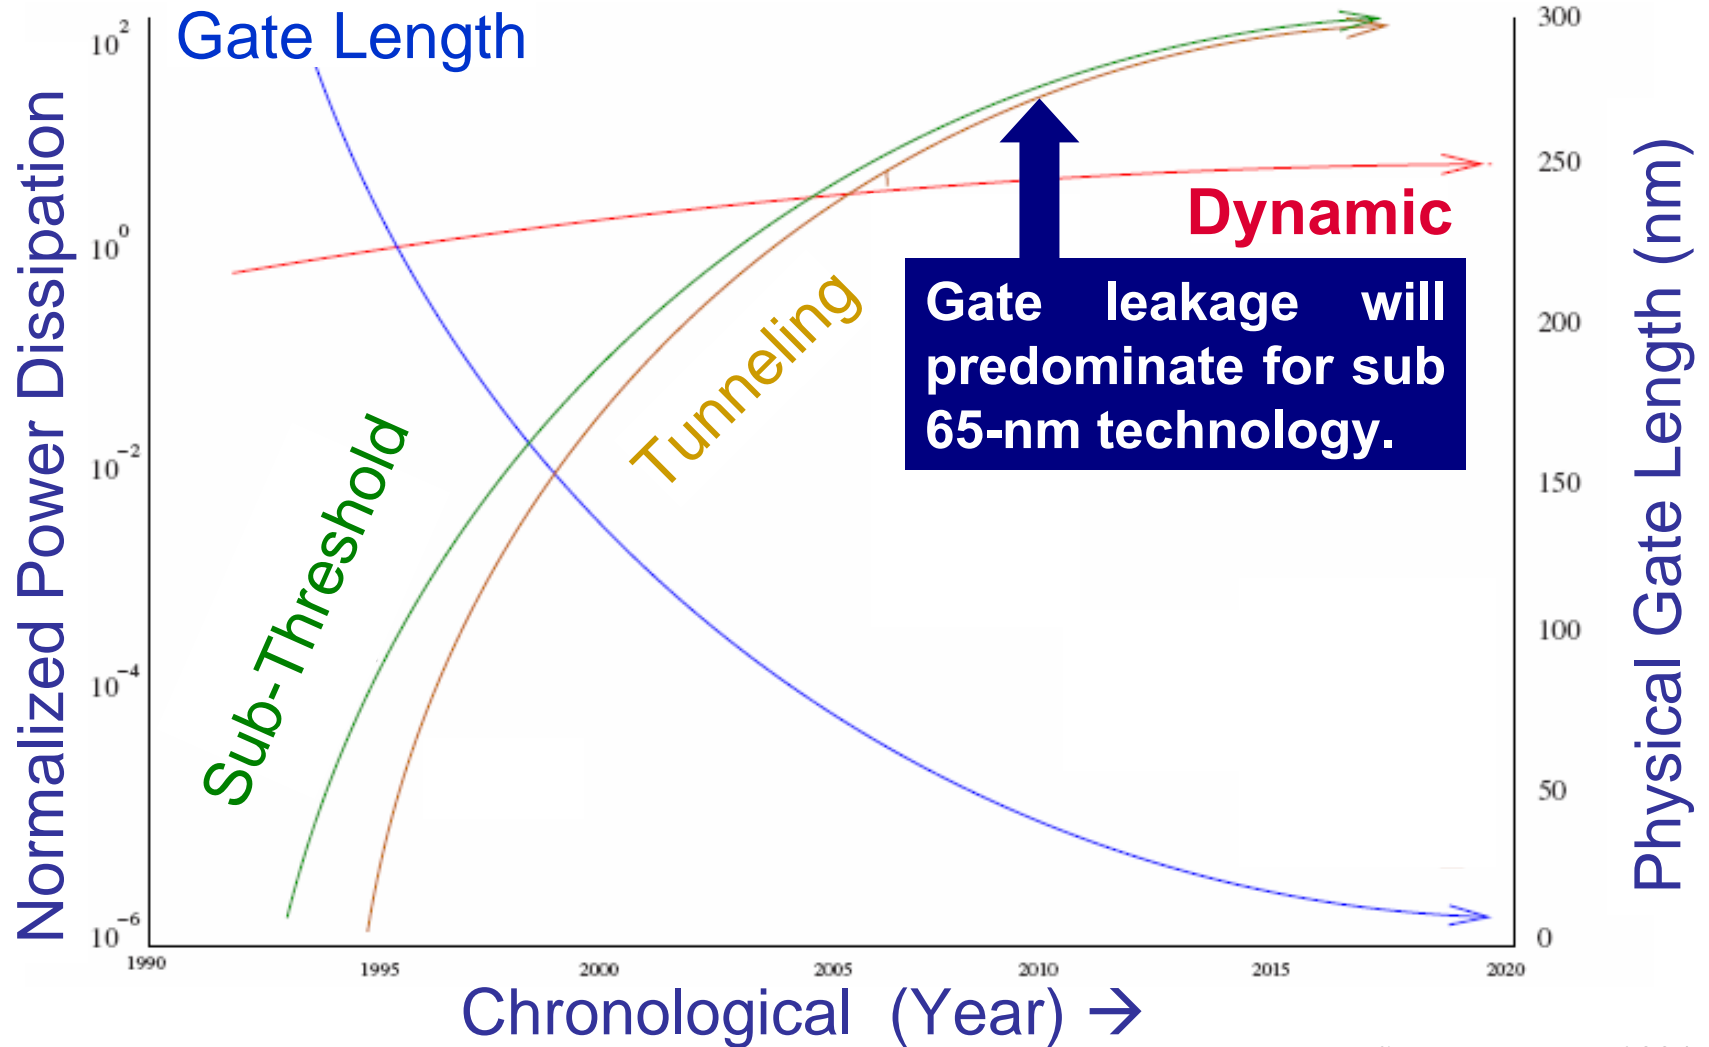 Gate Length
Normalized Power Dissipation
10^2
10^0
10^-2
10^-4
10^-6
Sub-Threshold
Tunneling
Dynamic
Gate leakage will
predominate for sub
65-nm technology.
300
250
200
150
100
50
0
Physical Gate Length (nm)
1990 1995 2000 2005 2010 2015 2020
Chronological (Year) →